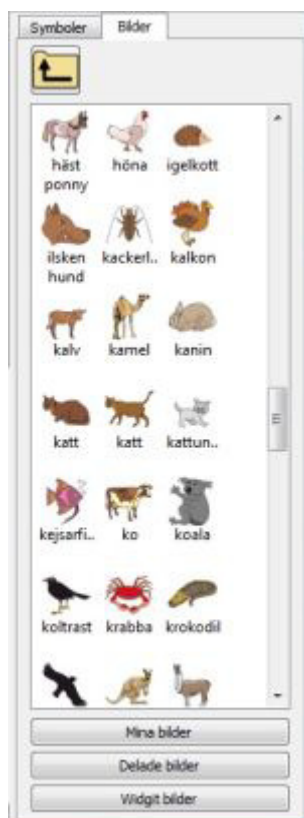 Symboler Bilder
häst ponny höna igelkott
ilsken hund kackerl.. kalkon
kalv kamel kanin
katt katt kattun..
kejsarfi.. ko koala
koltrast krabba krokodil
Mina bilder
Delade bilder
Widgit bilder